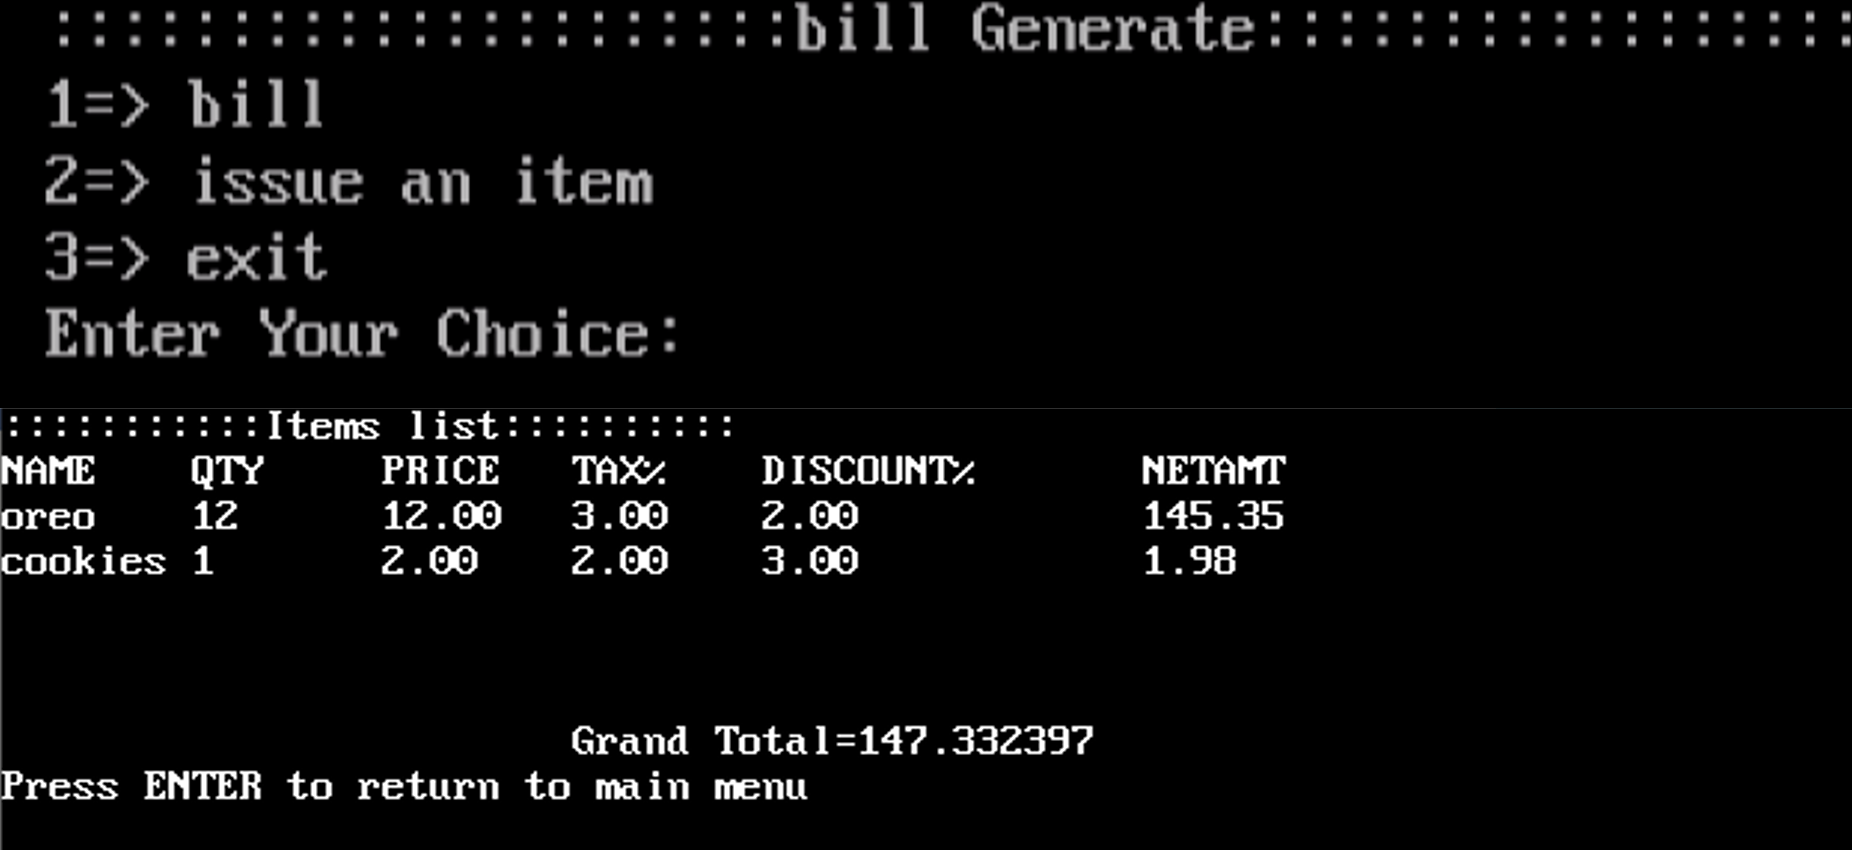 ::::::::::::::::::::bill Generate:::::::::::::::::
1=> bill
2=> issue an item
3=> exit
Enter Your Choice:
:::::::::::Items list::::::::::
NAME QTY PRICE TAX% DISCOUNT% NETAMT
oreo 12 12.00 3.00 2.00 145.35
cookies 1 2.00 2.00 3.00 1.98
Grand Total=147.332397
Press ENTER to return to main menu